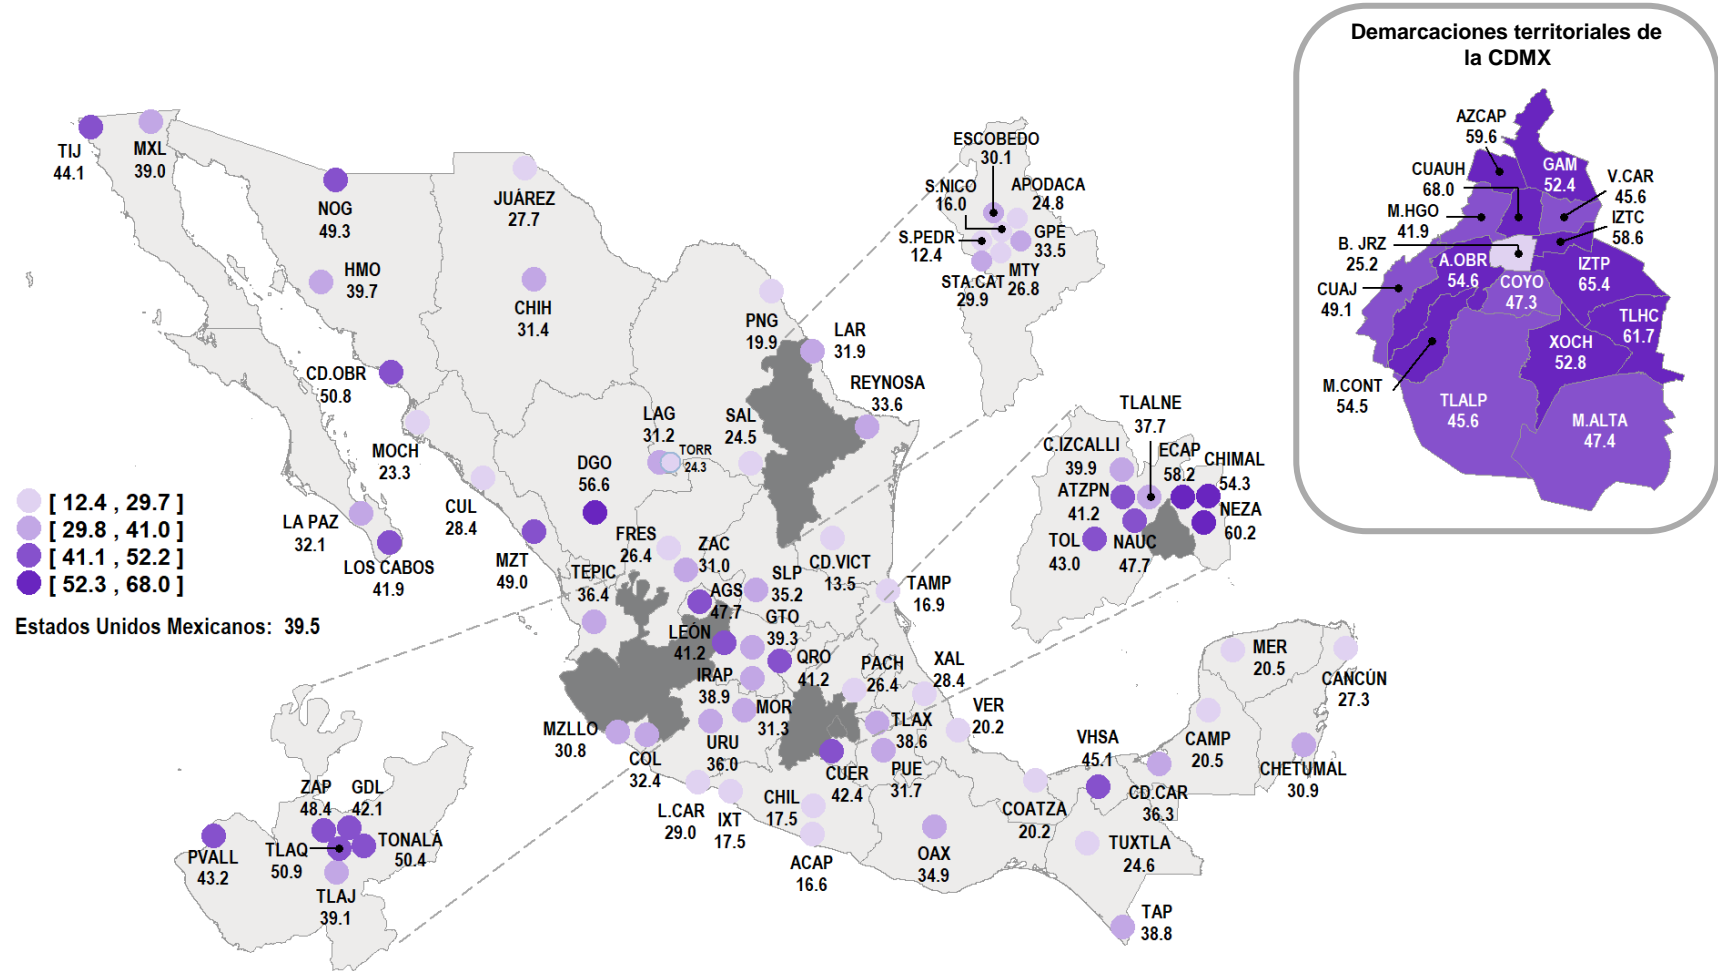 Demarcaciones territoriales de
la CDMX
AZCAP
59.6
CUAUH
68.0
GAM
52.4
V.CAR
45.6
M.HGO
41.9
IZTC
58.6
B. JRZ
25.2
A.OBR
54.6
IZTP
65.4
CUAJ
49.1
COYO
47.3
TLHC
61.7
XOCH
52.8
M.CONT
54.5
TLALP
45.6
M.ALTA
47.4
TIJ
44.1
MXL
39.0
NOG
49.3
HMO
39.7
JUÁREZ
27.7
CHIH
31.4
CD.OBR
50.8
MOCH
23.3
LA PAZ
32.1
LOS CABOS
41.9
CUL
28.4
MZT
49.0
DGO
56.6
LAG
31.2
TORR
24.3
SAL
24.5
PNG
19.9
LAR
31.9
REYNOSA
33.6
ESCOBEDO
30.1
S.NICO
16.0
APODACA
24.8
S.PEDR
12.4
GPE
33.5
MTY
26.8
STA.CAT
29.9
TLALNE
37.7
C.IZCALLI
39.9
ECAP
58.2
CHIMAL
54.3
ATZPN
41.2
NEZA
60.2
TOL
43.0
NAUC
47.7
[ 12.4 , 29.7 ]
[ 29.8 , 41.0 ]
[ 41.1 , 52.2 ]
[ 52.3 , 68.0 ]
Estados Unidos Mexicanos: 39.5
FRES
26.4
ZAC
31.0
TEPIC
36.4
AGS
47.7
SLP
35.2
CD.VICT
13.5
TAMP
16.9
LEÓN
41.2
GTO
39.3
QRO
41.2
IRAP
38.9
PACH
26.4
XAL
28.4
MOR
31.3
VER
20.2
MZLLO
30.8
COL
32.4
URU
36.0
TLAX
38.6
CUER
42.4
PUE
31.7
L.CAR
29.0
IXT
17.5
CHIL
17.5
ACAP
16.6
OAX
34.9
COATZA
20.2
VHSA
45.1
CD.CAR
36.3
CAMP
20.5
MER
20.5
CANCÚN
27.3
CHETUMAL
30.9
TUXTLA
24.6
TAP
38.8
ZAP
48.4
GDL
42.1
PVALL
43.2
TLAQ
50.9
TONALÁ
50.4
TLAJ
39.1